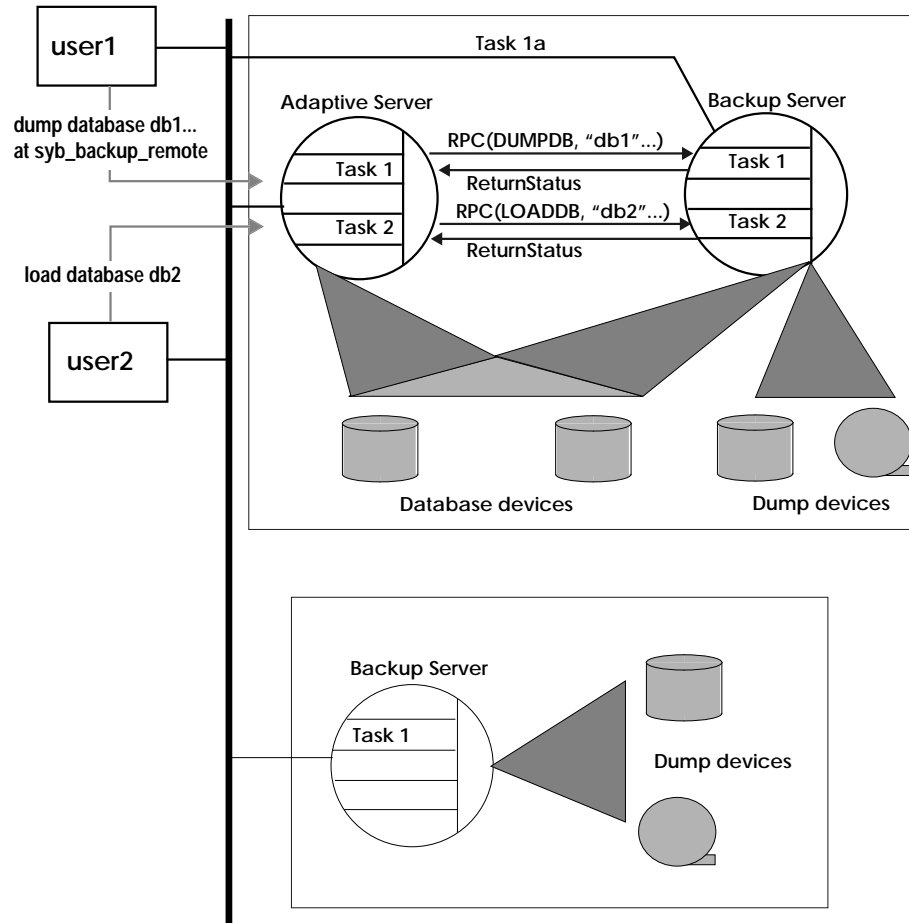 user1
Task 1a
Adaptive Server
Backup Server
dump database db1...
at syb_backup_remote
RPC(DUMPDB, “db1”...)
Task 1
Task 1
ReturnStatus
RPC(LOADDB, “db2”...)
Task 2
Task 2
ReturnStatus
load database db2
user2
Database devices
Dump devices
Backup Server
Task 1
Dump devices